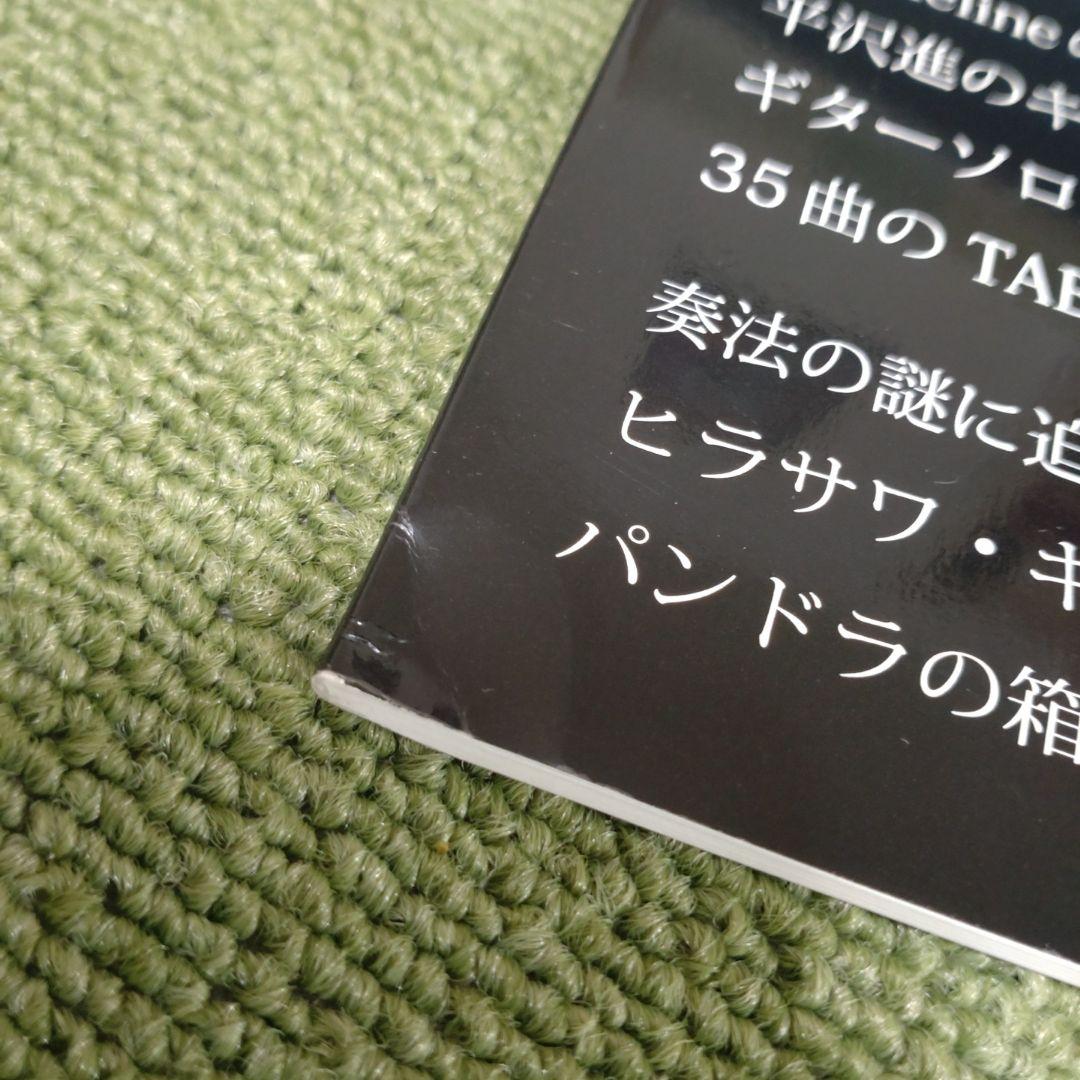 平沢進のギ
ギターソロ
35曲のTAB
奏法の謎に迫
ヒラサワ・ギ
パンドラの箱